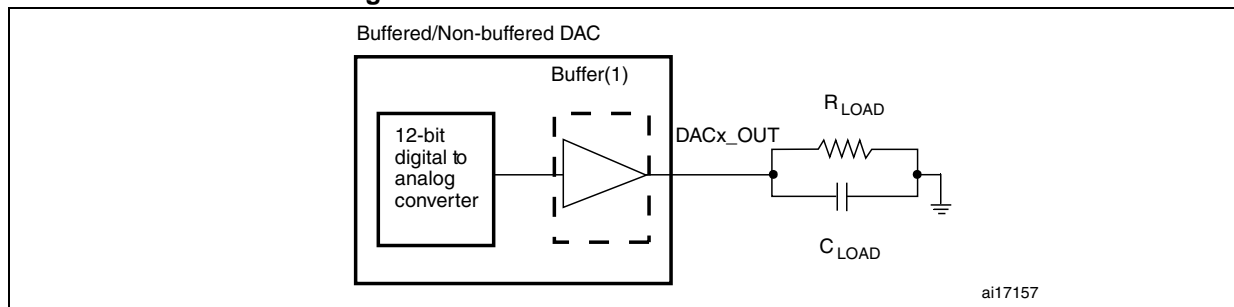 Buffered/Non-buffered DAC
Buffer(1)
12-bit
digital to
analog
converter
DACx_OUT
R LOAD
C LOAD
ai17157